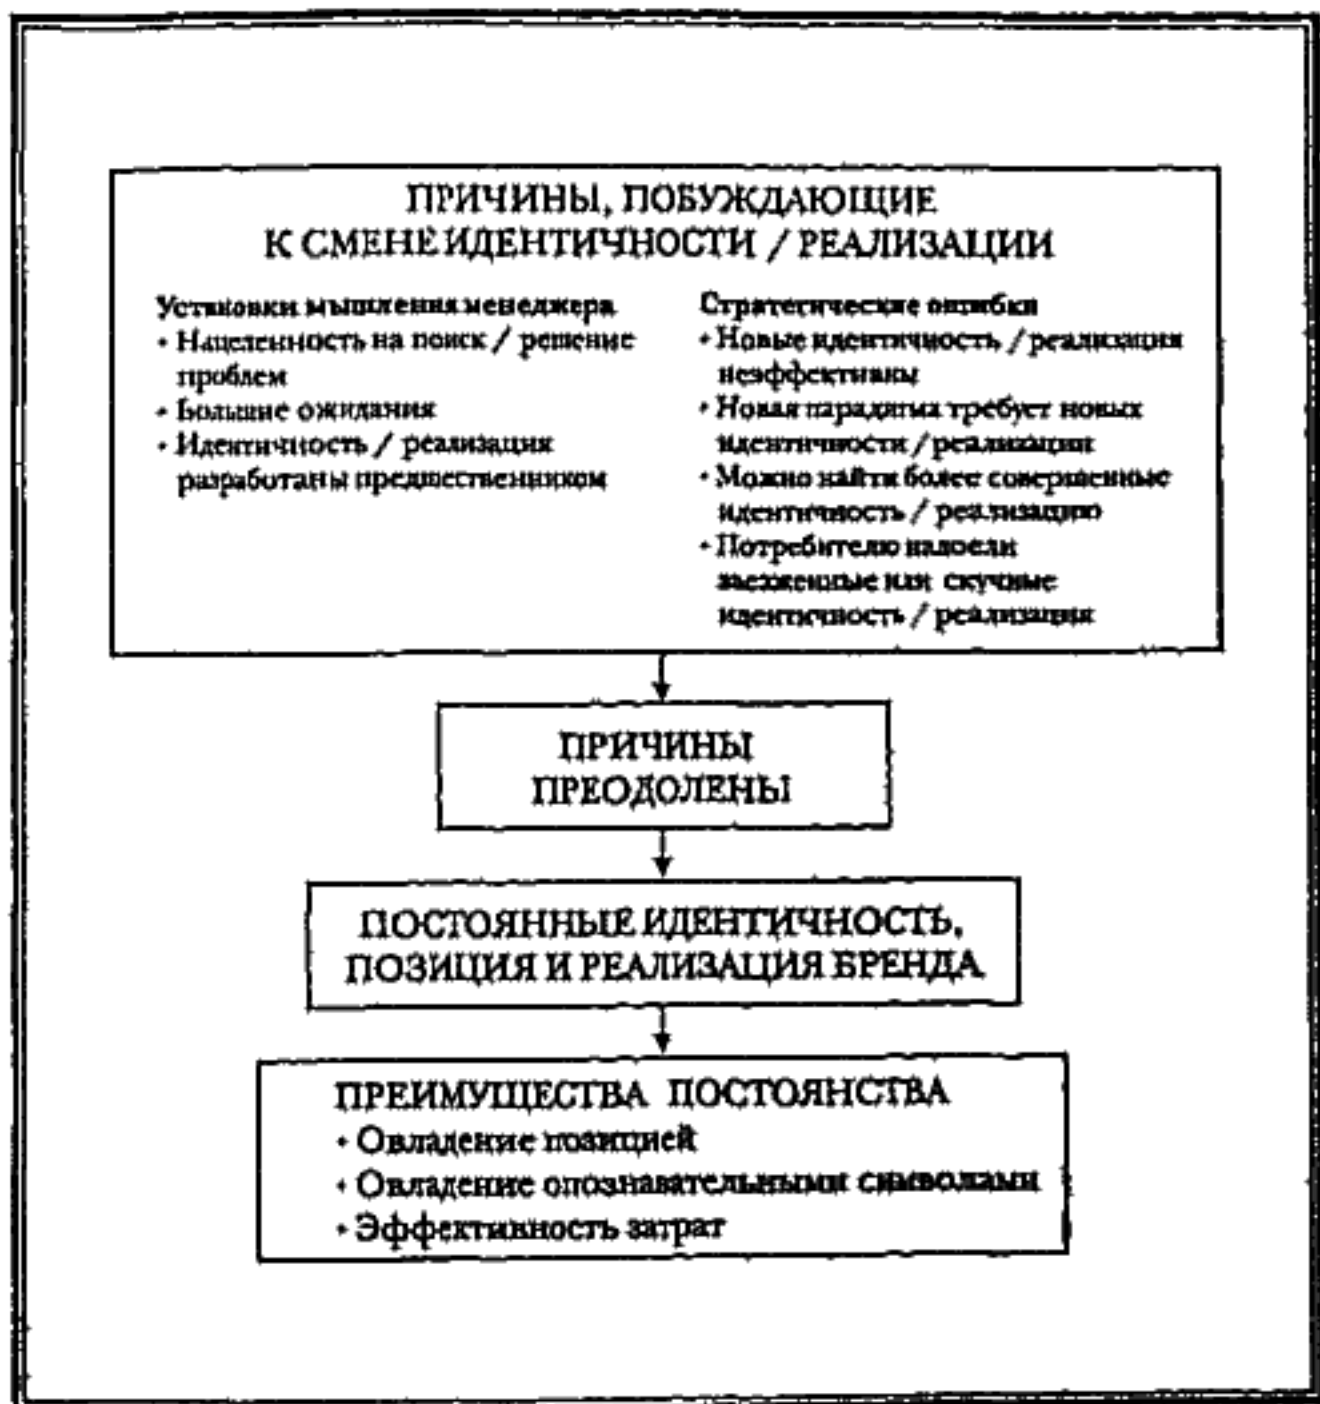 ПРИЧИНЫ, ПОБУЖДАЮЩИЕ
К СМЕНЕ ИДЕНТИЧНОСТИ / РЕАЛИЗАЦИИ
Установки мышления менеджера
• Нацеленность на поиск / решение
проблем
• Большие ожидания
• Идентичность / реализация
разработаны предшественником
Стратегические ошибки
• Новые идентичность / реализация
неэффективны
• Новая парадигма требует новых
идентичности / реализации
• Можно найти более совершенные
идентичность / реализацию
• Потребителю надоели
заезженные или скучные
идентичность / реализация
ПРИЧИНЫ
ПРЕОДОЛЕНЫ
ПОСТОЯННЫЕ ИДЕНТИЧНОСТЬ,
ПОЗИЦИЯ И РЕАЛИЗАЦИЯ БРЕНДА
ПРЕИМУЩЕСТВА ПОСТОЯНСТВА
• Овладение позицией
• Овладение опознавательными символами
• Эффективность затрат